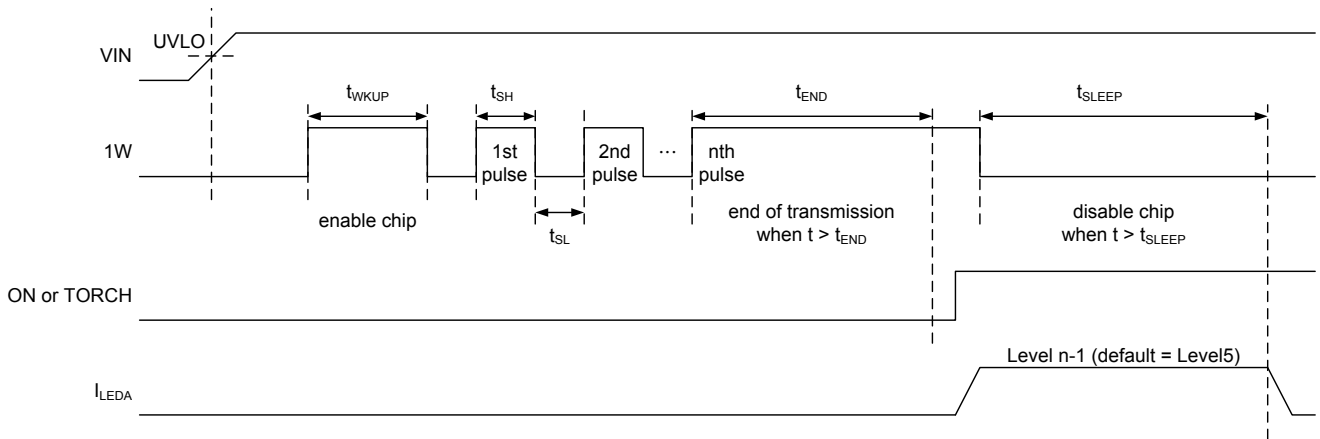 VIN
UVLO
tWKUP
tSH
tEND
tSLEEP
1W
1st
pulse
2nd
pulse
...
nth
pulse
enable chip
tSL
end of transmission
when t > tEND
disable chip
when t > tSLEEP
ON or TORCH
Level n-1 (default = Level5)
ILEDA